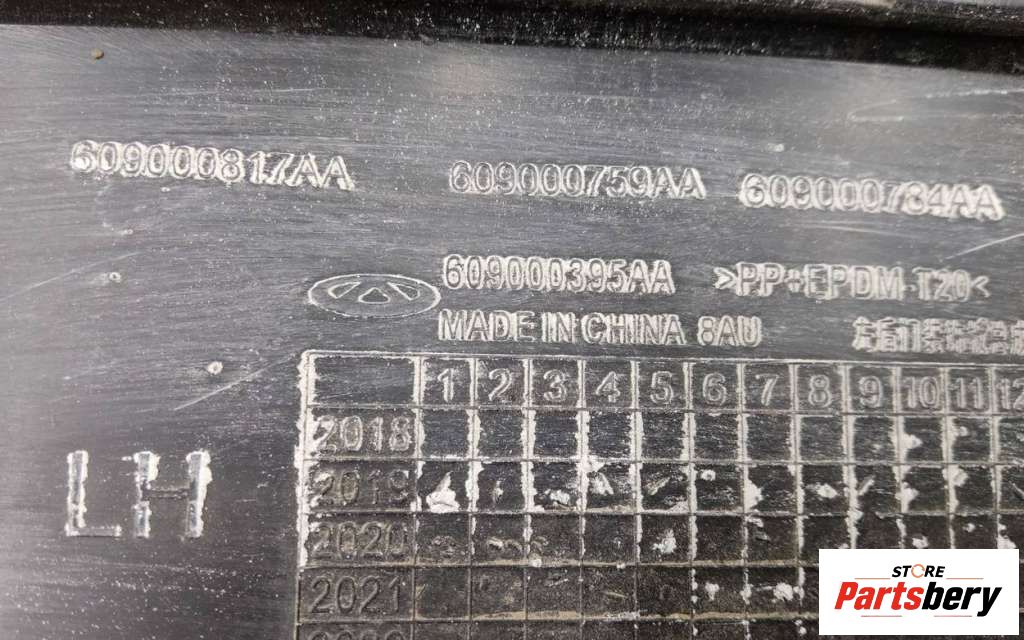 609000817AA 609000759AA 609000784AA
609000395AA >PP+EPDM-T20<
MADE IN CHINA 8AU
1 2 3 4 5 6 7 8 9 10 11 12
2018
2019
2020
2021
LH
STORE
Partsbery